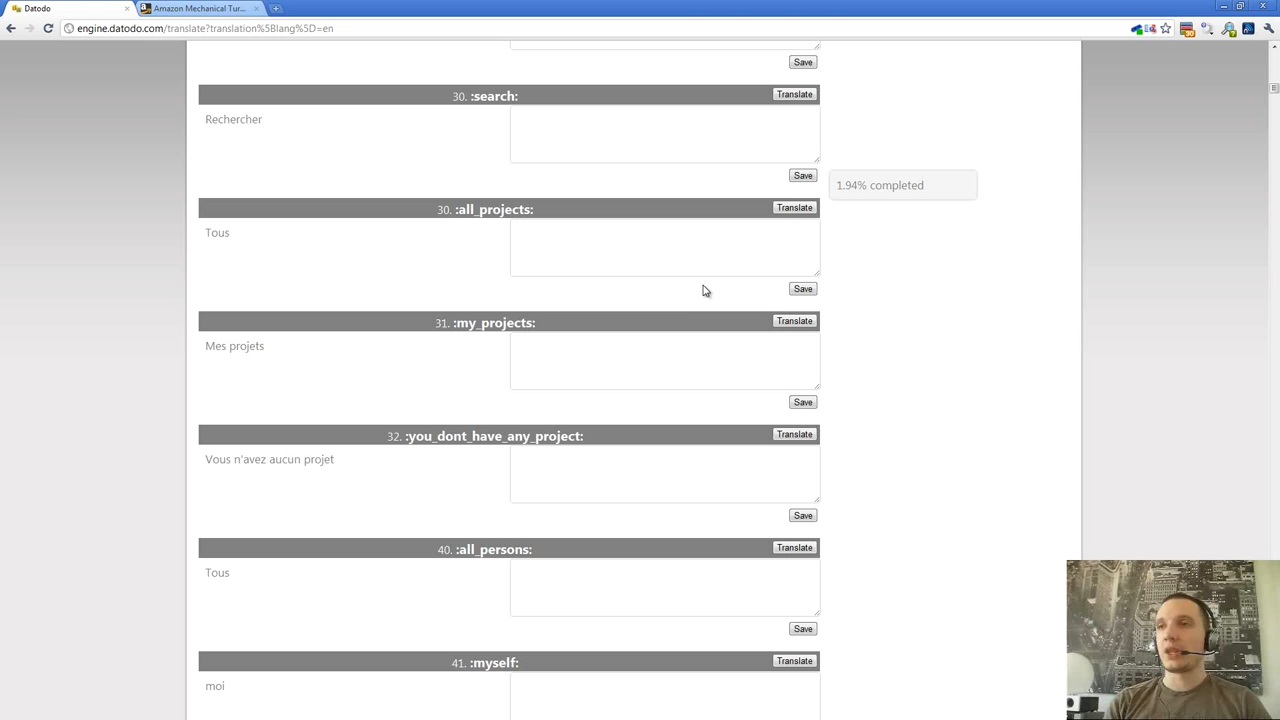 Datodo
Amazon Mechanical Tur...
engine.datodo.com/translate?translation%5Blang%5D=en
Save
30. :search:
Translate
Rechercher
Save
1.94% completed
30. :all_projects:
Translate
Tous
Save
31. :my_projects:
Translate
Mes projets
Save
32. :you_dont_have_any_project:
Translate
Vous n'avez aucun projet
Save
40. :all_persons:
Translate
Tous
Save
41. :myself:
Translate
moi